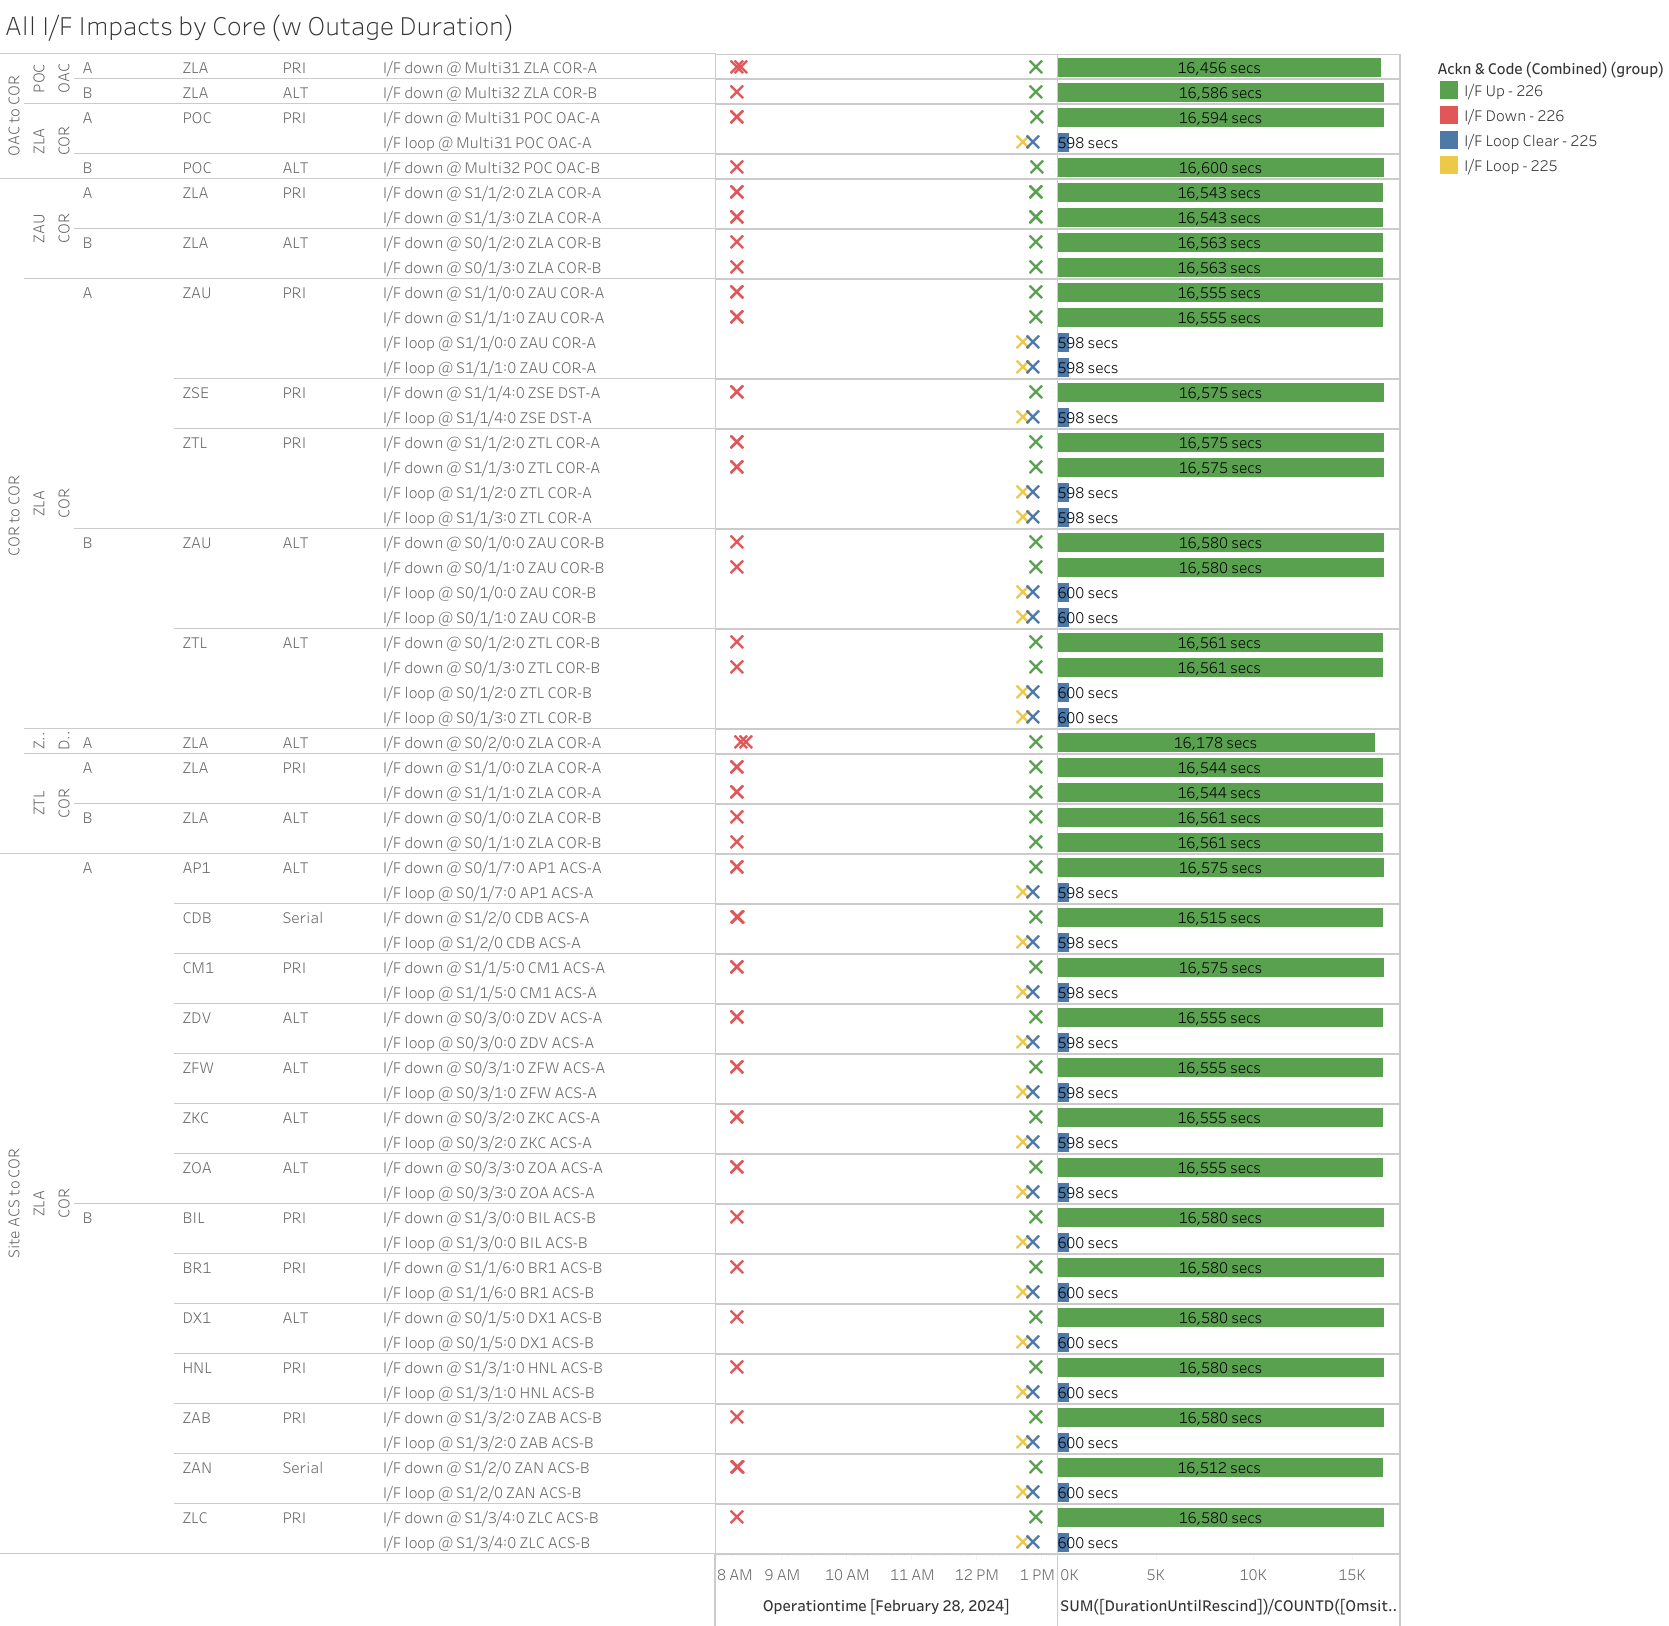 All I/F Impacts by Core (w Outage Duration)
Ackn & Code (Combined) (group)
I/F Up - 226
I/F Down - 226
I/F Loop Clear - 225
I/F Loop - 225
OAC to COR
POC OAC
A ZLA PRI I/F down @ Multi31 ZLA COR-A 16,456 secs
B ZLA ALT I/F down @ Multi32 ZLA COR-B 16,586 secs
ZLA COR
A POC PRI I/F down @ Multi31 POC OAC-A 16,594 secs
I/F loop @ Multi31 POC OAC-A 598 secs
B POC ALT I/F down @ Multi32 POC OAC-B 16,600 secs
COR to COR
ZAU COR
A ZLA PRI I/F down @ S1/1/2:0 ZLA COR-A 16,543 secs
I/F down @ S1/1/3:0 ZLA COR-A 16,543 secs
B ZLA ALT I/F down @ S0/1/2:0 ZLA COR-B 16,563 secs
I/F down @ S0/1/3:0 ZLA COR-B 16,563 secs
ZLA COR
A ZAU PRI I/F down @ S1/1/0:0 ZAU COR-A 16,555 secs
I/F down @ S1/1/1:0 ZAU COR-A 16,555 secs
I/F loop @ S1/1/0:0 ZAU COR-A 598 secs
I/F loop @ S1/1/1:0 ZAU COR-A 598 secs
ZSE PRI I/F down @ S1/1/4:0 ZSE DST-A 16,575 secs
I/F loop @ S1/1/4:0 ZSE DST-A 598 secs
ZTL PRI I/F down @ S1/1/2:0 ZTL COR-A 16,575 secs
I/F down @ S1/1/3:0 ZTL COR-A 16,575 secs
I/F loop @ S1/1/2:0 ZTL COR-A 598 secs
I/F loop @ S1/1/3:0 ZTL COR-A 598 secs
B ZAU ALT I/F down @ S0/1/0:0 ZAU COR-B 16,580 secs
I/F down @ S0/1/1:0 ZAU COR-B 16,580 secs
I/F loop @ S0/1/0:0 ZAU COR-B 600 secs
I/F loop @ S0/1/1:0 ZAU COR-B 600 secs
ZTL ALT I/F down @ S0/1/2:0 ZTL COR-B 16,561 secs
I/F down @ S0/1/3:0 ZTL COR-B 16,561 secs
I/F loop @ S0/1/2:0 ZTL COR-B 600 secs
I/F loop @ S0/1/3:0 ZTL COR-B 600 secs
Z.. D..
A ZLA ALT I/F down @ S0/2/0:0 ZLA COR-A 16,178 secs
ZTL COR
A ZLA PRI I/F down @ S1/1/0:0 ZLA COR-A 16,544 secs
I/F down @ S1/1/1:0 ZLA COR-A 16,544 secs
B ZLA ALT I/F down @ S0/1/0:0 ZLA COR-B 16,561 secs
I/F down @ S0/1/1:0 ZLA COR-B 16,561 secs
Site ACS to COR
ZLA COR
A AP1 ALT I/F down @ S0/1/7:0 AP1 ACS-A 16,575 secs
I/F loop @ S0/1/7:0 AP1 ACS-A 598 secs
CDB Serial I/F down @ S1/2/0 CDB ACS-A 16,515 secs
I/F loop @ S1/2/0 CDB ACS-A 598 secs
CM1 PRI I/F down @ S1/1/5:0 CM1 ACS-A 16,575 secs
I/F loop @ S1/1/5:0 CM1 ACS-A 598 secs
ZDV ALT I/F down @ S0/3/0:0 ZDV ACS-A 16,555 secs
I/F loop @ S0/3/0:0 ZDV ACS-A 598 secs
ZFW ALT I/F down @ S0/3/1:0 ZFW ACS-A 16,555 secs
I/F loop @ S0/3/1:0 ZFW ACS-A 598 secs
ZKC ALT I/F down @ S0/3/2:0 ZKC ACS-A 16,555 secs
I/F loop @ S0/3/2:0 ZKC ACS-A 598 secs
ZOA ALT I/F down @ S0/3/3:0 ZOA ACS-A 16,555 secs
I/F loop @ S0/3/3:0 ZOA ACS-A 598 secs
B BIL PRI I/F down @ S1/3/0:0 BIL ACS-B 16,580 secs
I/F loop @ S1/3/0:0 BIL ACS-B 600 secs
BR1 PRI I/F down @ S1/1/6:0 BR1 ACS-B 16,580 secs
I/F loop @ S1/1/6:0 BR1 ACS-B 600 secs
DX1 ALT I/F down @ S0/1/5:0 DX1 ACS-B 16,580 secs
I/F loop @ S0/1/5:0 DX1 ACS-B 600 secs
HNL PRI I/F down @ S1/3/1:0 HNL ACS-B 16,580 secs
I/F loop @ S1/3/1:0 HNL ACS-B 600 secs
ZAB PRI I/F down @ S1/3/2:0 ZAB ACS-B 16,580 secs
I/F loop @ S1/3/2:0 ZAB ACS-B 600 secs
ZAN Serial I/F down @ S1/2/0 ZAN ACS-B 16,512 secs
I/F loop @ S1/2/0 ZAN ACS-B 600 secs
ZLC PRI I/F down @ S1/3/4:0 ZLC ACS-B 16,580 secs
I/F loop @ S1/3/4:0 ZLC ACS-B 600 secs
8 AM 9 AM 10 AM 11 AM 12 PM 1 PM 0K 5K 10K 15K
Operationtime [February 28, 2024] SUM([DurationUntilRescind])/COUNTD([Omsit..